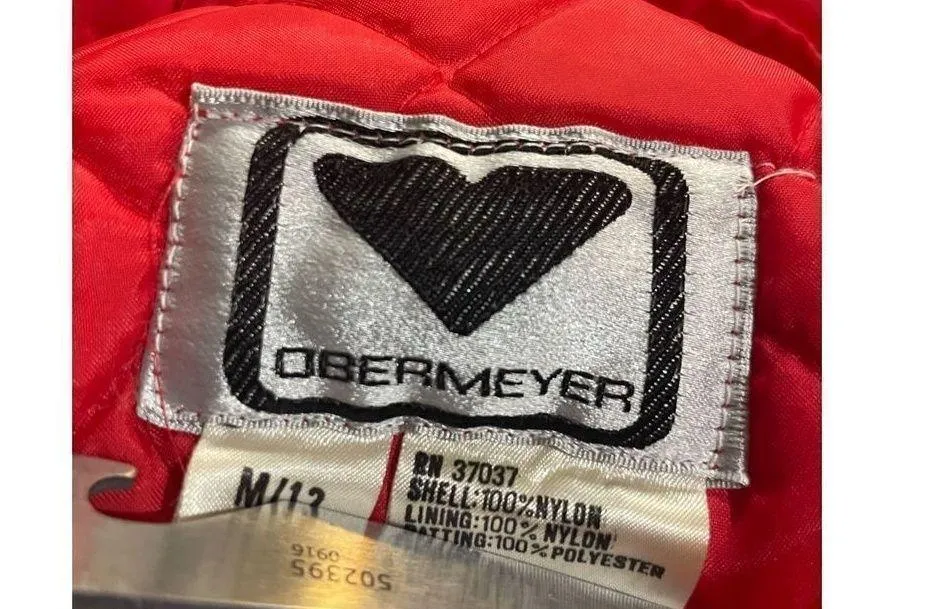 OBERMEYER
M/12
RN 37037
SHELL:100%NYLON
LINING:100% NYLON
BATTING:100%POLYESTER
502395
0916